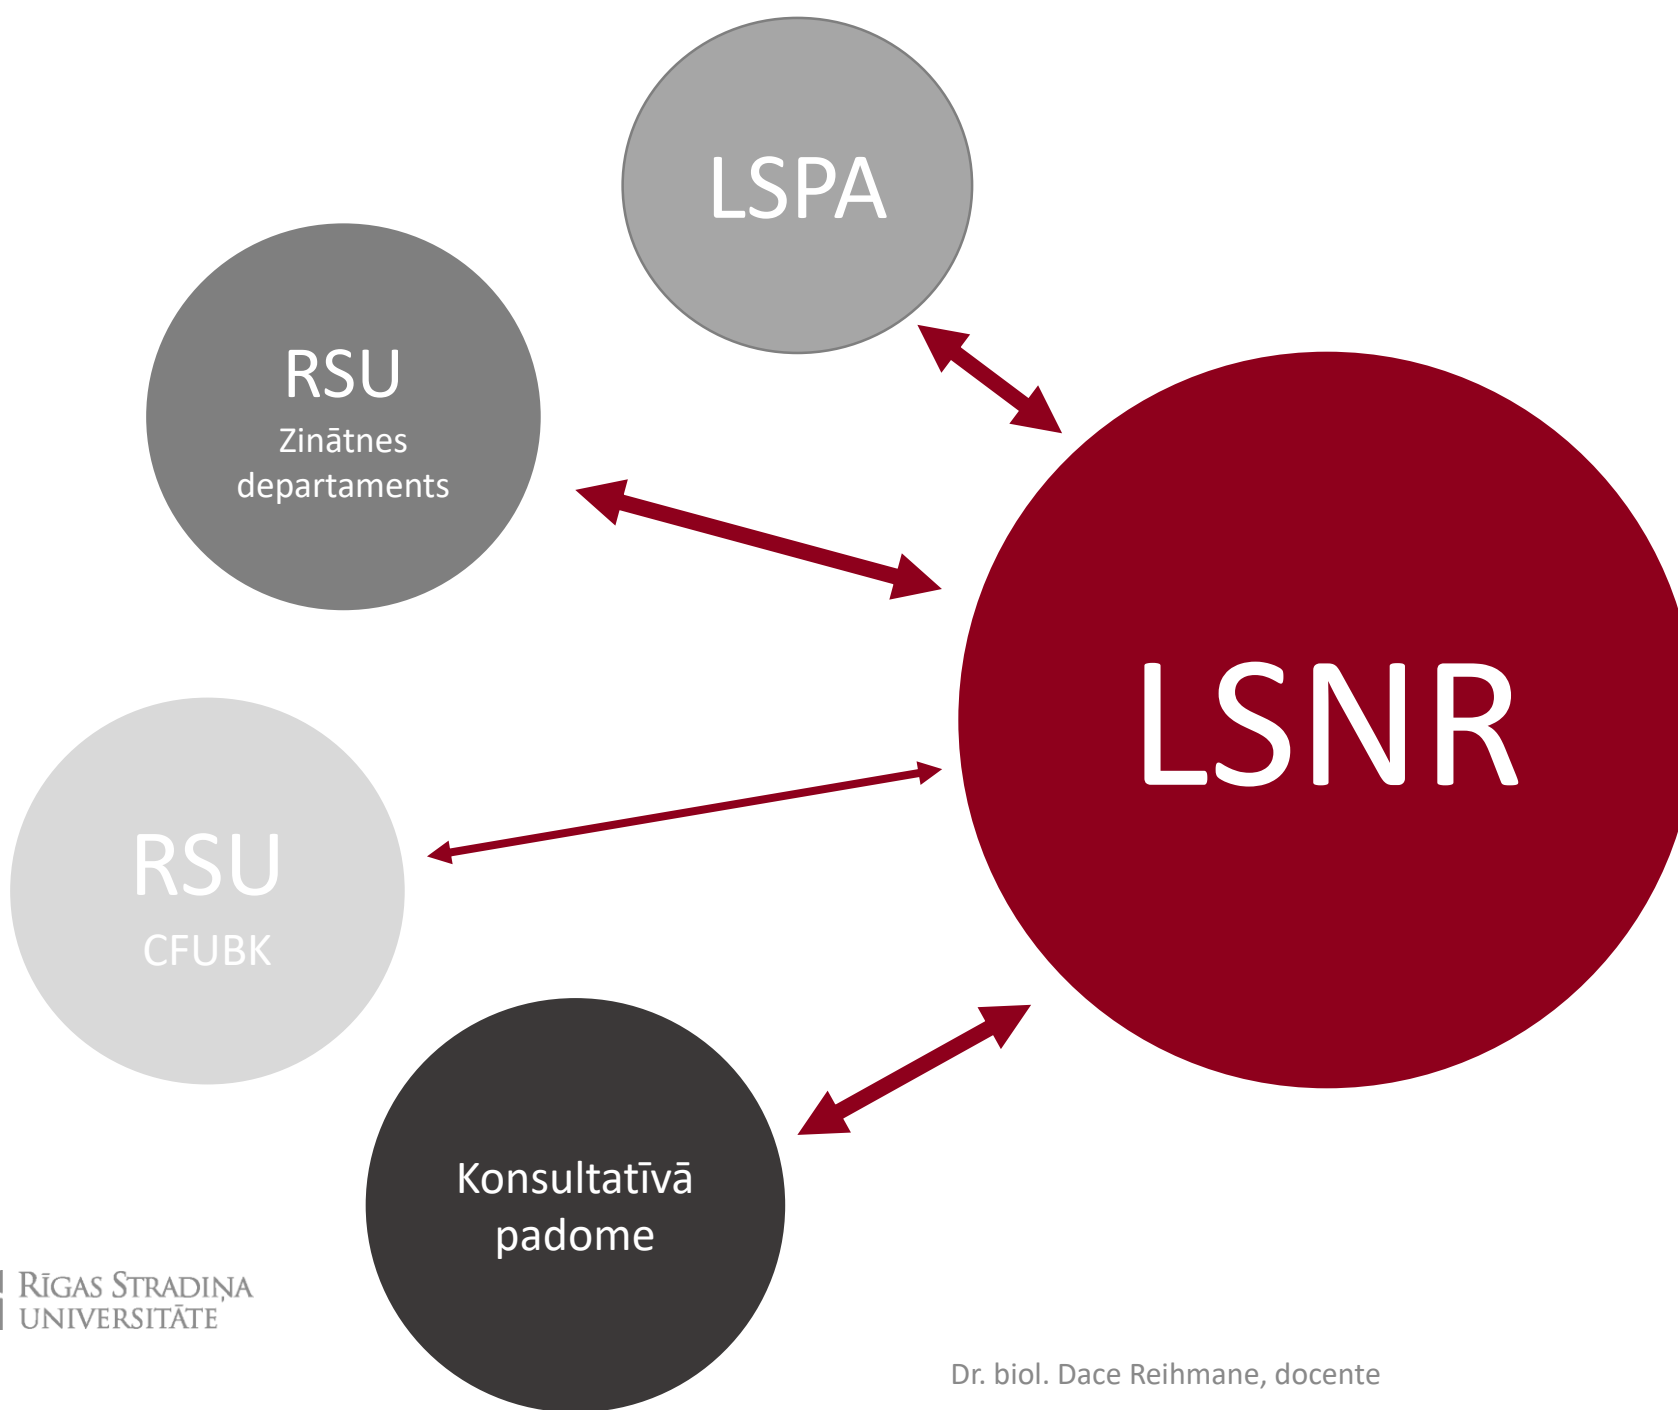 LSPA
RSU
Zinātnes
departaments
LSNR
RSU
CFUBK
Konsultatīvā
padome
RĪGAS STRADIŅA
UNIVERSITĀTE
Dr. biol. Dace Reihmane, docente